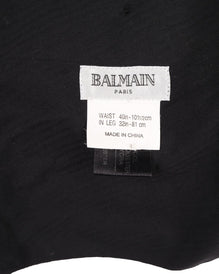 BALMAIN
PARIS
WAIST 40in-101.5cm
IN LEG 32in-81 cm
MADE IN CHINA